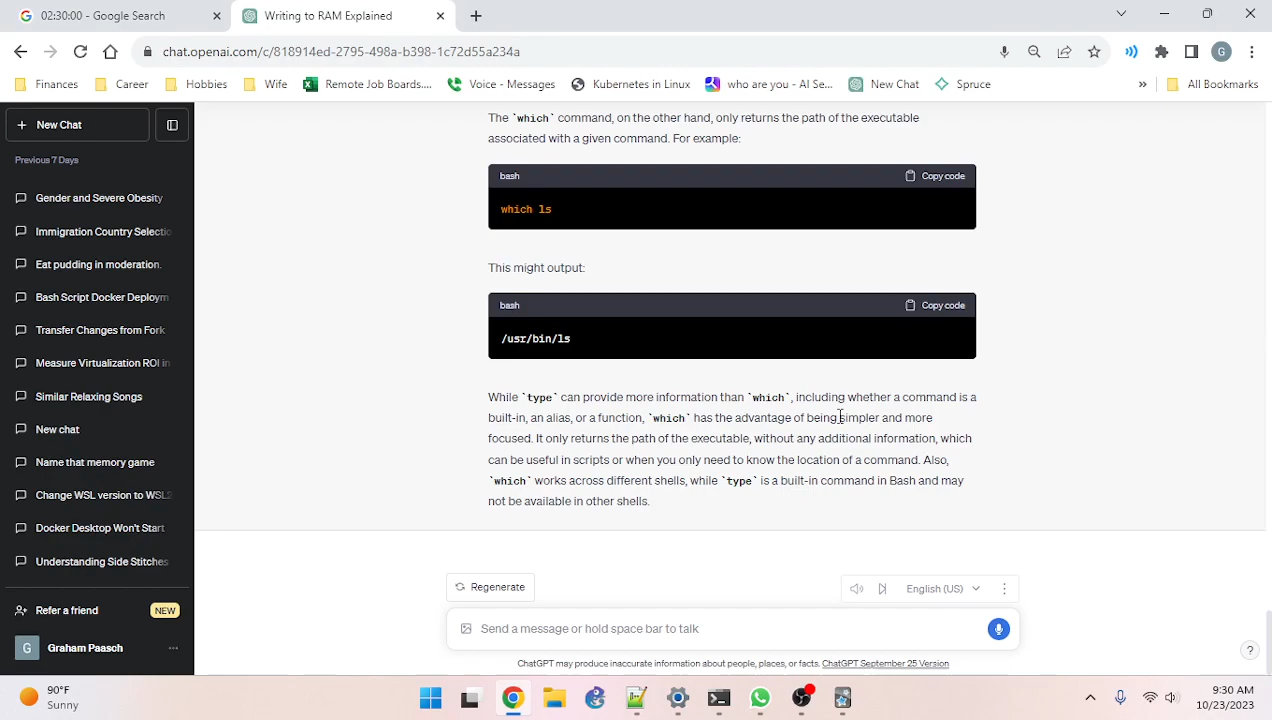 02:30:00 - Google Search
Writing to RAM Explained
chat.openai.com/c/818914ed-2795-498a-b398-1c72d55a234a
G
Finances
Career
Hobbies
Wife
Remote Job Boards....
Voice - Messages
Kubernetes in Linux
who are you - AI Se...
New Chat
Spruce
»
All Bookmarks
New Chat
Previous 7 Days
Gender and Severe Obesity
Immigration Country Selectio
Eat pudding in moderation.
Bash Script Docker Deploym
Transfer Changes from Fork
Measure Virtualization ROI in
Similar Relaxing Songs
New chat
Name that memory game
Change WSL version to WSL2
Docker Desktop Won't Start
Understanding Side Stitches
Refer a friend
NEW
G
Graham Paasch
The `which` command, on the other hand, only returns the path of the executable
associated with a given command. For example:
bash
Copy code
which ls
This might output:
bash
Copy code
/usr/bin/ls
While `type` can provide more information than `which`, including whether a command is a
built-in, an alias, or a function, `which` has the advantage of being simpler and more
focused. It only returns the path of the executable, without any additional information, which
can be useful in scripts or when you only need to know the location of a command. Also,
`which` works across different shells, while `type` is a built-in command in Bash and may
not be available in other shells.
Regenerate
English (US)
Send a message or hold space bar to talk
ChatGPT may produce inaccurate information about people, places, or facts. ChatGPT September 25 Version
?
90°F
Sunny
9:30 AM
10/23/2023